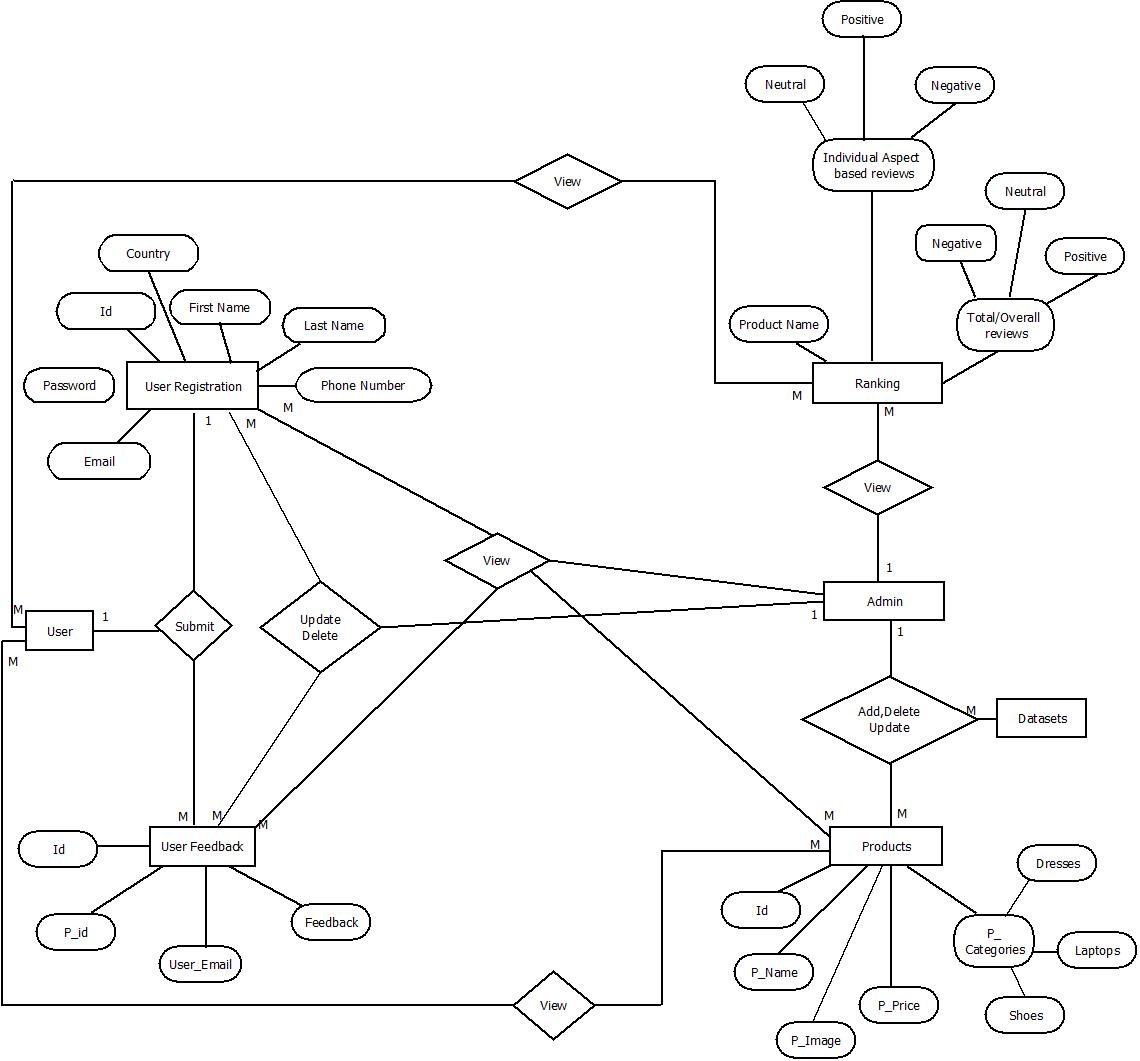 Positive
Neutral
Negative
Individual Aspect
based reviews
View
Neutral
Negative
Positive
Country
Id
First Name
Last Name
Product Name
Total/Overall
reviews
Password
User Registration
Phone Number
Ranking
M
M
M
1
M
Email
View
View
1
M
1
User
Submit
Update
Delete
Admin
1
1
M
Add,Delete
Update
M
Datasets
M
M
M
M
M
M
User Feedback
Products
Id
Dresses
Id
P_id
Feedback
User_Email
P_Name
P_
Categories
Laptops
View
P_Price
Shoes
P_Image